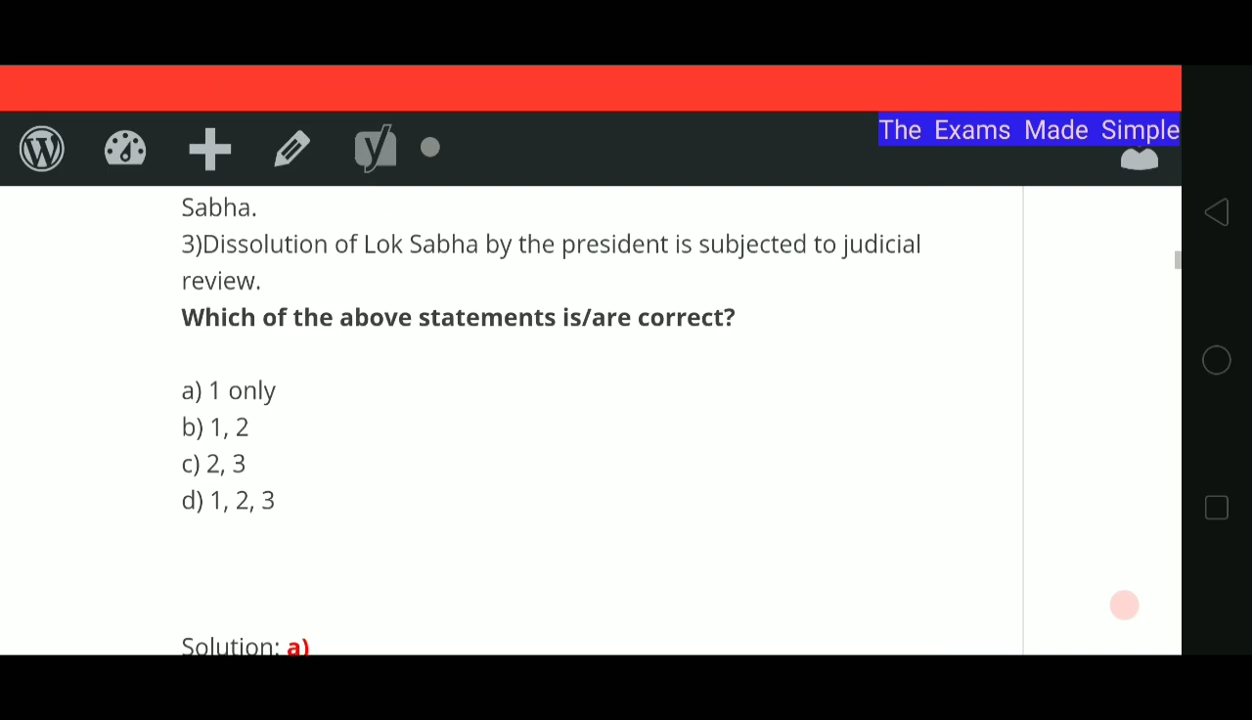 The Exams Made Simple
Sabha.
3)Dissolution of Lok Sabha by the president is subjected to judicial
review.
Which of the above statements is/are correct?
a) 1 only
b) 1, 2
c) 2, 3
d) 1, 2, 3
Solution: a)